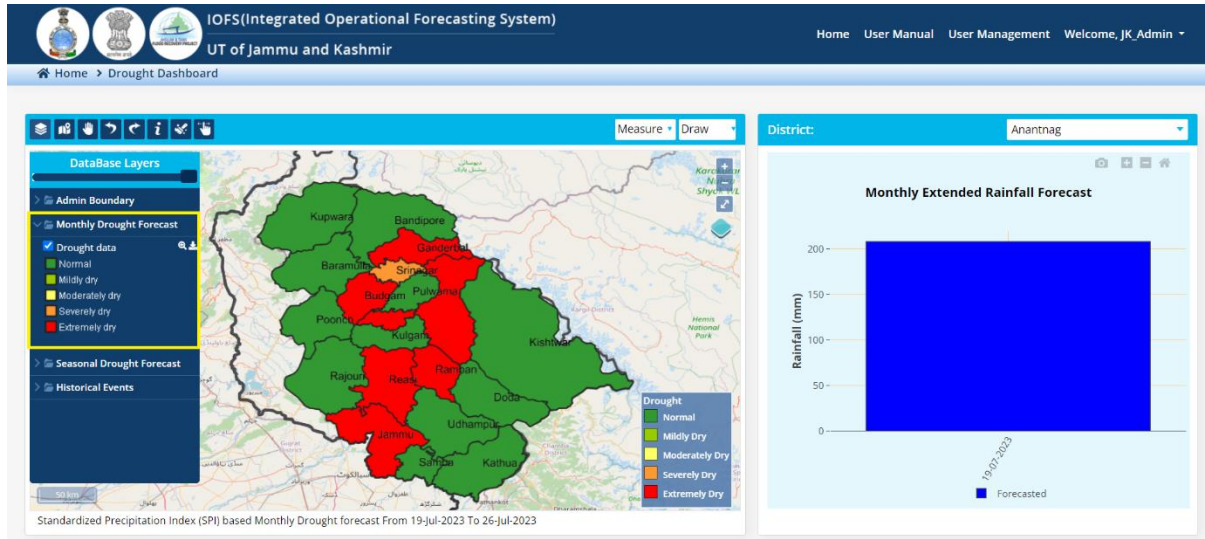 IOFS(Integrated Operational Forecasting System)
UT of Jammu and Kashmir
Home User Manual User Management Welcome, JK_Admin
Home > Drought Dashboard
Measure Draw
DataBase Layers
Admin Boundary
Monthly Drought Forecast
Drought data
Normal
Mildly dry
Moderately dry
Severely dry
Extremely dry
Seasonal Drought Forecast
Historical Events
Kupwara
Bandipore
Ganderbal
Baramulla
Srinagar
Budgam
Pulwama
Poonch
Kulgam
Kishtwar
Rajouri
Reasi
Ramban
Doda
Udhampur
Jammu
Samba
Kathua
Kargil District
Hemis
National
Park
50 km
Drought
Normal
Mildly Dry
Moderately Dry
Severely Dry
Extremely Dry
Standardized Precipitation Index (SPI) based Monthly Drought forecast From 19-Jul-2023 To 26-Jul-2023
District:
Anantnag
Monthly Extended Rainfall Forecast
Rainfall (mm)
200
150
100
50
0
19-07-2023
Forecasted